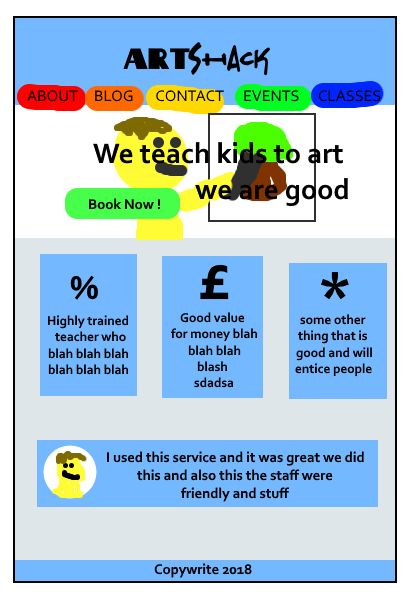 ARTSHACK
ABOUT BLOG CONTACT EVENTS CLASSES
We teach kids to art
we are good
Book Now !
%
Highly trained
teacher who
blah blah blah
blah blah blah
£
Good value
for money blah
blah blah
blash
sdadsa
*
some other
thing that is
good and will
entice people
I used this service and it was great we did
this and also this the staff were
friendly and stuff
Copywrite 2018